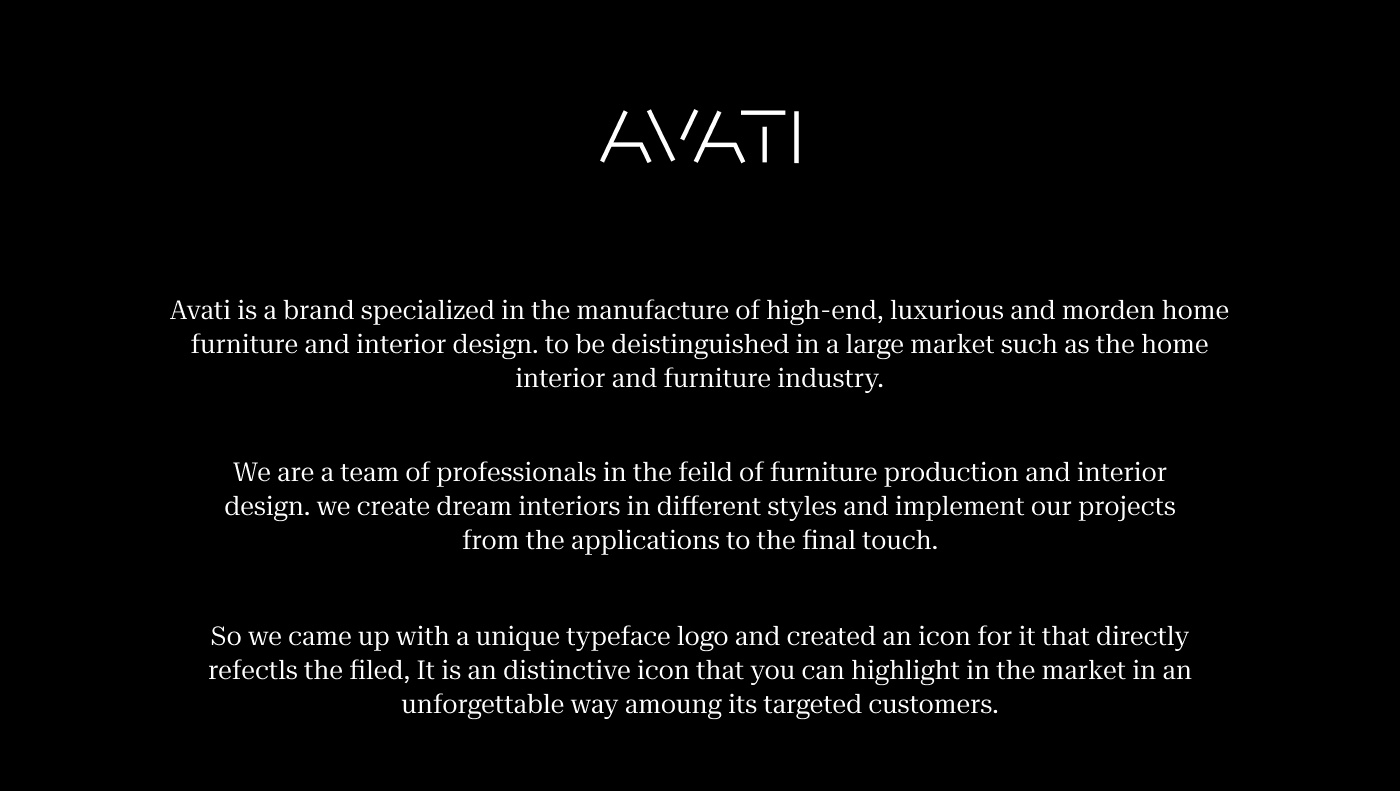 AVATI
Avati is a brand specialized in the manufacture of high-end, luxurious and morden home
furniture and interior design. to be deistinguished in a large market such as the home
interior and furniture industry.
We are a team of professionals in the feild of furniture production and interior
design. we create dream interiors in different styles and implement our projects
from the applications to the final touch.
So we came up with a unique typeface logo and created an icon for it that directly
refectls the filed, It is an distinctive icon that you can highlight in the market in an
unforgettable way amoung its targeted customers.